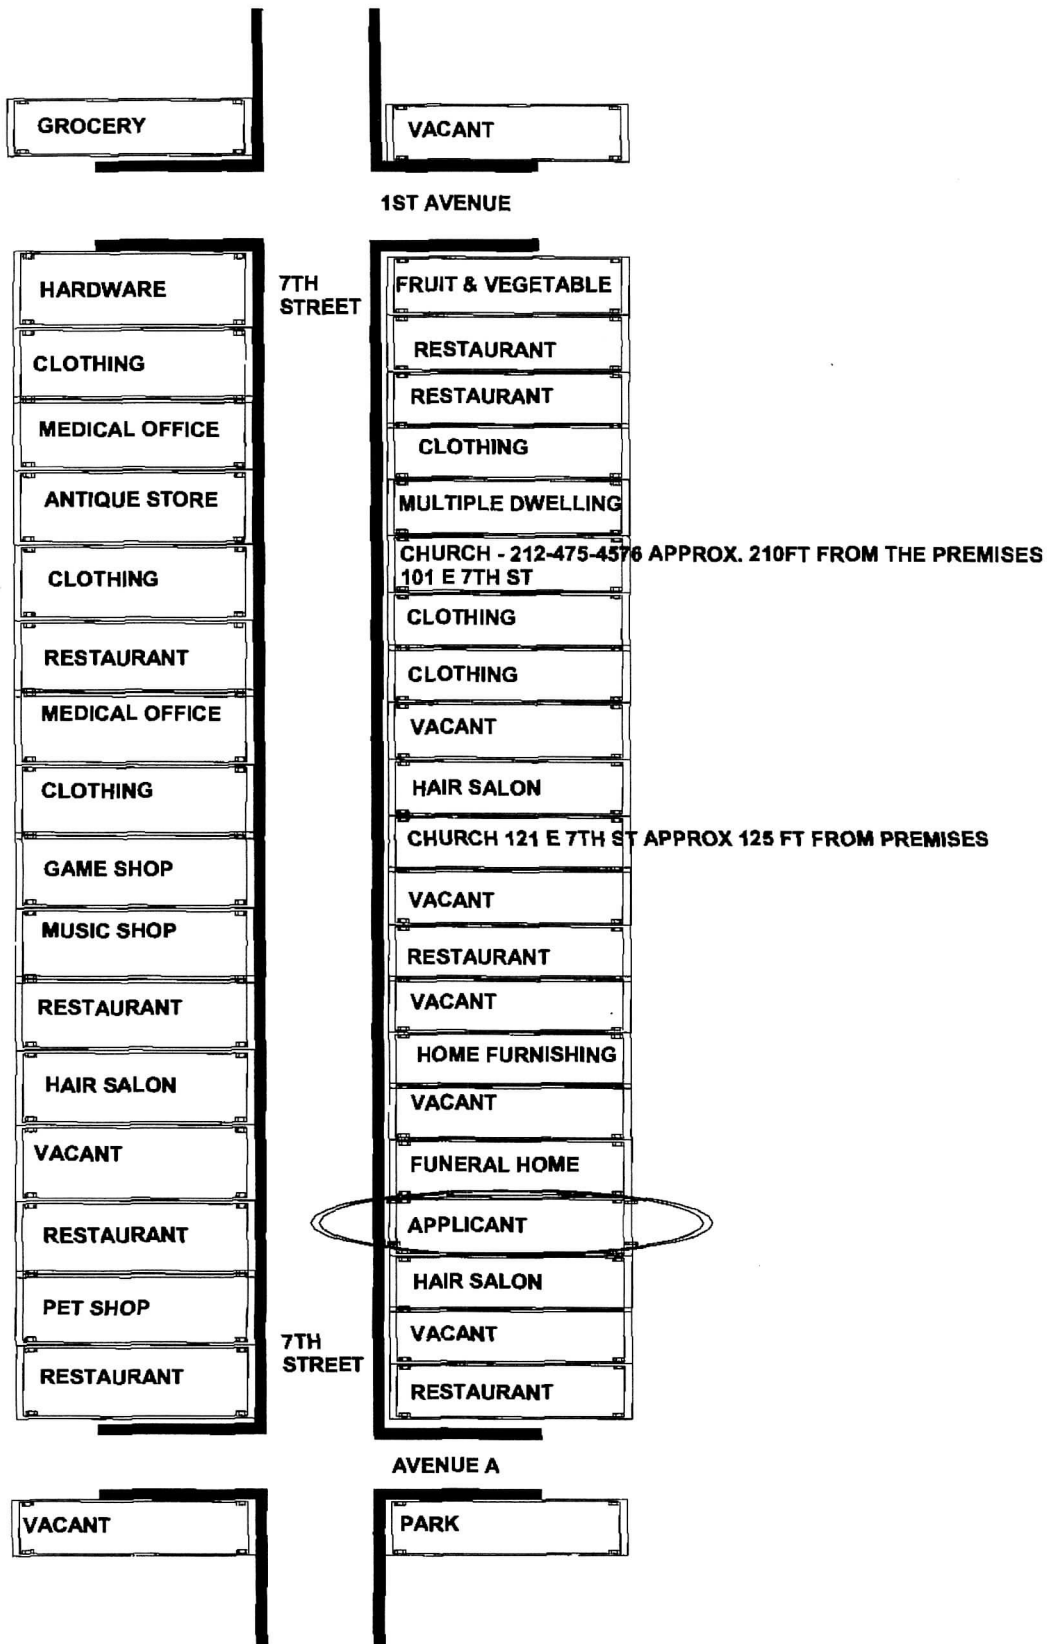 GROCERY
VACANT
1ST AVENUE
7TH
STREET
HARDWARE
CLOTHING
MEDICAL OFFICE
ANTIQUE STORE
CLOTHING
RESTAURANT
MEDICAL OFFICE
CLOTHING
GAME SHOP
MUSIC SHOP
RESTAURANT
HAIR SALON
VACANT
RESTAURANT
PET SHOP
RESTAURANT
FRUIT & VEGETABLE
RESTAURANT
RESTAURANT
CLOTHING
MULTIPLE DWELLING
CHURCH - 212-475-4576 APPROX. 210FT FROM THE PREMISES
101 E 7TH ST
CLOTHING
CLOTHING
VACANT
HAIR SALON
CHURCH 121 E 7TH ST APPROX 125 FT FROM PREMISES
VACANT
RESTAURANT
VACANT
HOME FURNISHING
VACANT
FUNERAL HOME
APPLICANT
HAIR SALON
VACANT
RESTAURANT
7TH
STREET
AVENUE A
VACANT
PARK